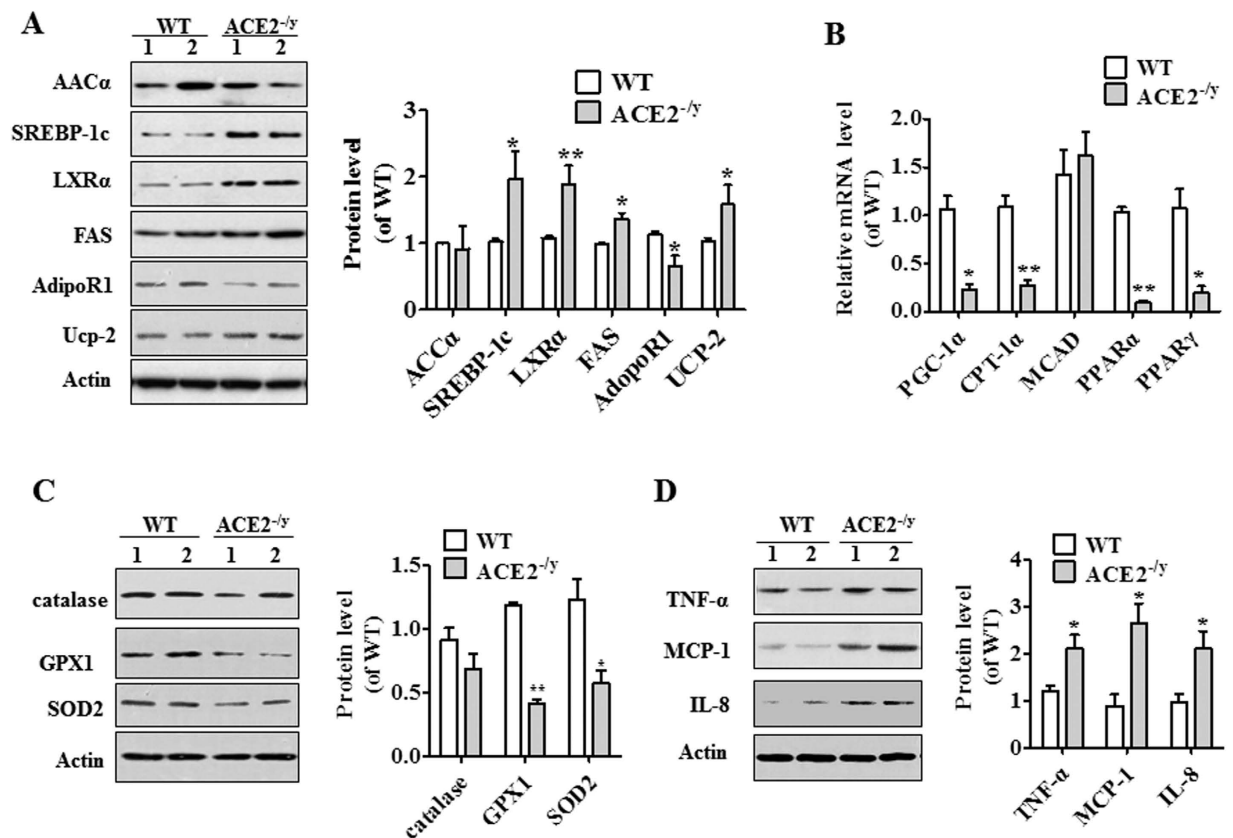 A
WT ACE2-/y
1 2 1 2
AACα
SREBP-1c
LXRα
FAS
AdipoR1
Ucp-2
Actin
WT
ACE2-/y
Protein level
(of WT)
3
2
1
0
* ** * * *
ACCα SREBP-1c LXRα FAS AdopoR1 UCP-2
B
WT
ACE2-/y
Relative mRNA level
(of WT)
2.0
1.5
1.0
0.5
0.0
* ** ** *
PGC-1α CPT-1α MCAD PPARα PPARγ
C
WT ACE2-/y
1 2 1 2
catalase
GPX1
SOD2
Actin
WT
ACE2-/y
Protein level
(of WT)
1.5
1.0
0.5
0.0
** *
catalase GPX1 SOD2
D
WT ACE2-/y
1 2 1 2
TNF-α
MCP-1
IL-8
Actin
WT
ACE2-/y
Protein level
(of WT)
4
3
2
1
0
* * *
TNF-α MCP-1 IL-8